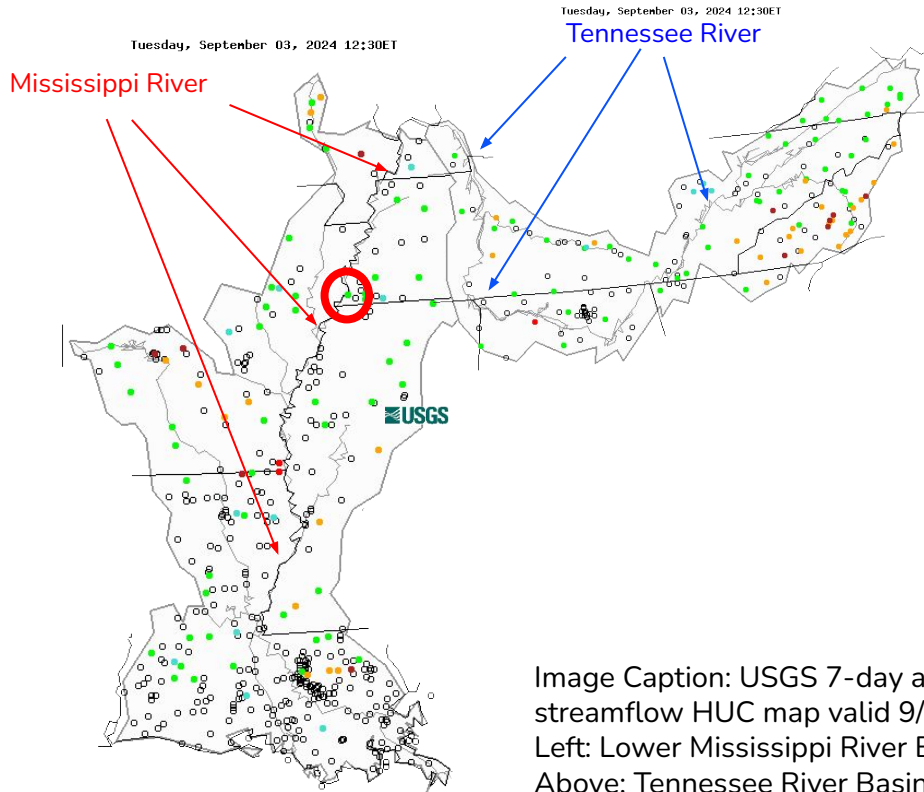 Tuesday, September 03, 2024 12:30ET
Tennessee River
Tuesday, September 03, 2024 12:30ET
Mississippi River
USGS
Image Caption: USGS 7-day a
streamflow HUC map valid 9/
Left: Lower Mississippi River B
Above: Tennessee River Basin